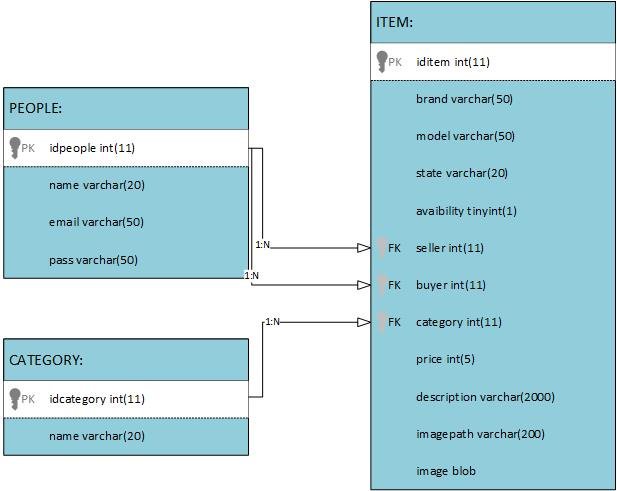 PEOPLE:
PK idpeople int(11)
name varchar(20)
email varchar(50)
pass varchar(50)
CATEGORY:
PK idcategory int(11)
name varchar(20)
1:N
1:N
1:N
ITEM:
PK iditem int(11)
brand varchar(50)
model varchar(50)
state varchar(20)
avaibility tinyint(1)
FK seller int(11)
FK buyer int(11)
FK category int(11)
price int(5)
description varchar(2000)
imagepath varchar(200)
image blob